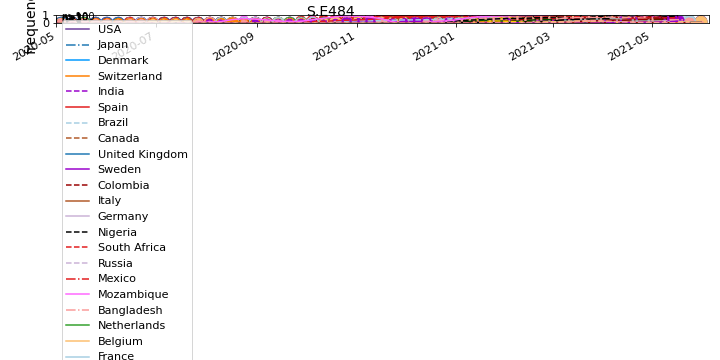 S.E484
1
0
frequen
2020-05
2020-07
2020-09
2020-11
2021-01
2021-03
2021-05
USA
Japan
Denmark
Switzerland
India
Spain
Brazil
Canada
United Kingdom
Sweden
Colombia
Italy
Germany
Nigeria
South Africa
Russia
Mexico
Mozambique
Bangladesh
Netherlands
Belgium
France